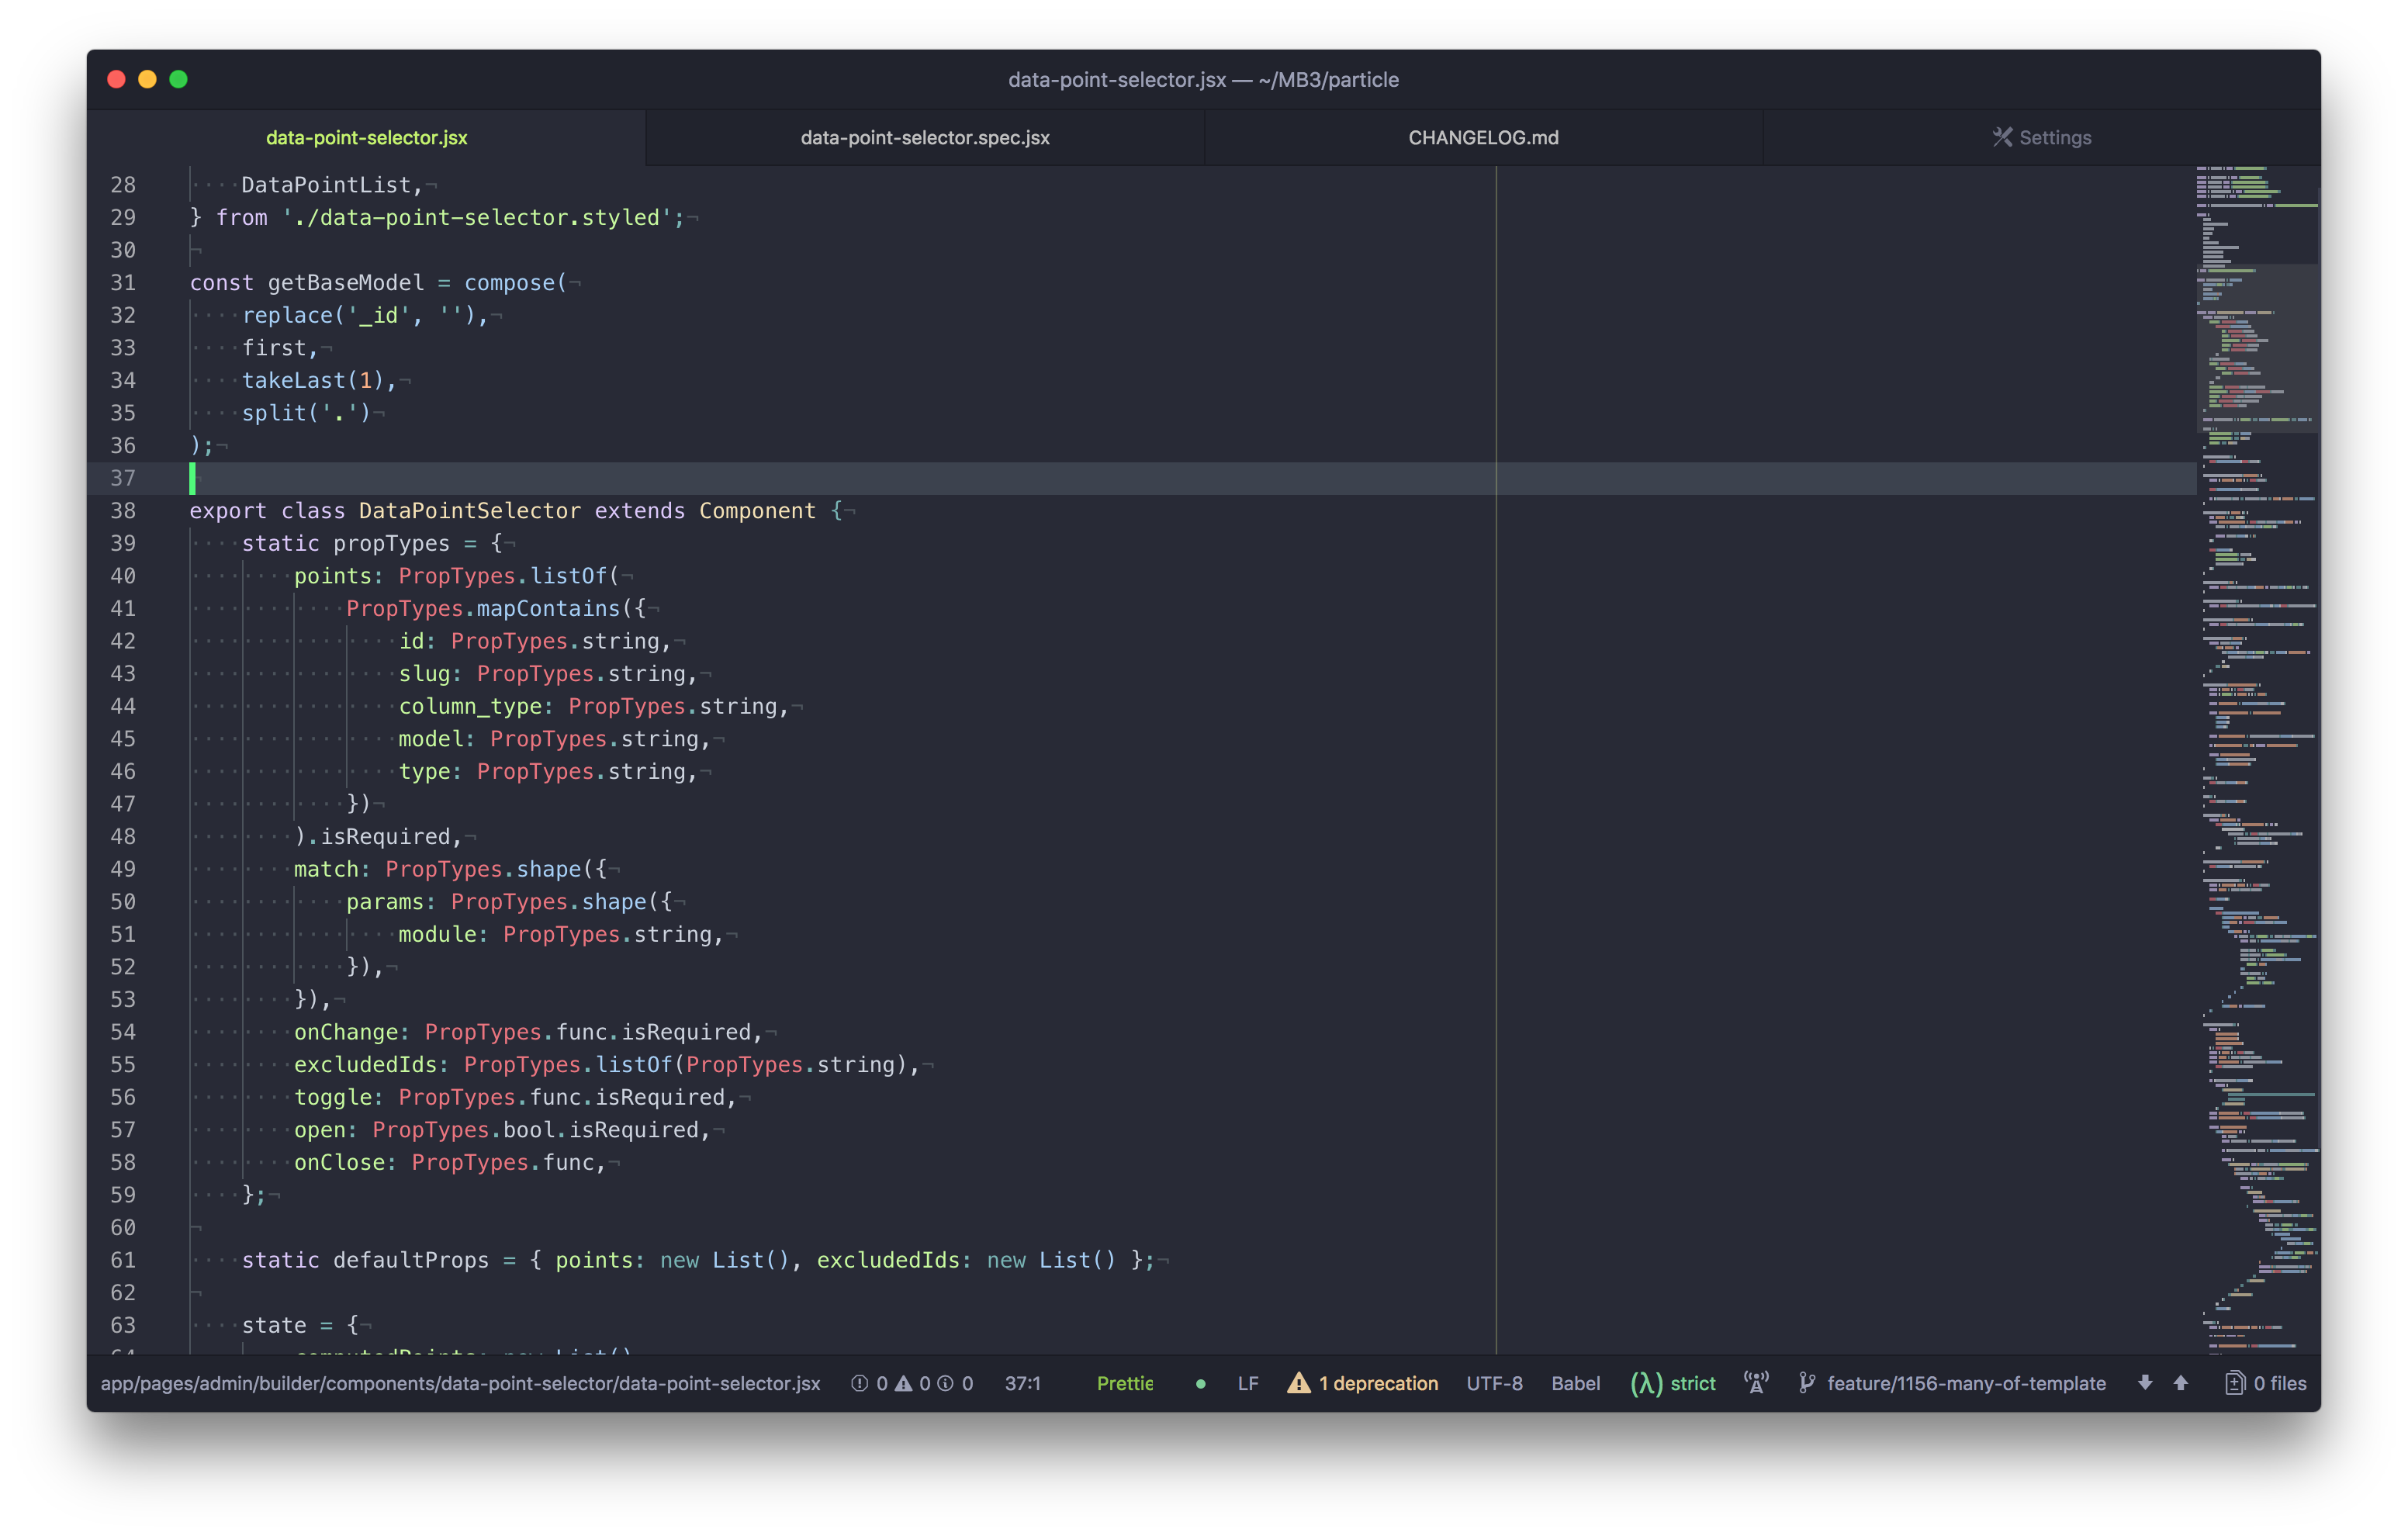 data-point-selector.jsx — ~/MB3/particle
data-point-selector.jsx
data-point-selector.spec.jsx
CHANGELOG.md
Settings
28 DataPointList,
29 } from './data-point-selector.styled';
30
31 const getBaseModel = compose(
32 replace('_id', ''),
33 first,
34 takeLast(1),
35 split('.')
36 );
37
38 export class DataPointSelector extends Component {
39 static propTypes = {
40 points: PropTypes.listOf(
41 PropTypes.mapContains({
42 id: PropTypes.string,
43 slug: PropTypes.string,
44 column_type: PropTypes.string,
45 model: PropTypes.string,
46 type: PropTypes.string,
47 })
48 ).isRequired,
49 match: PropTypes.shape({
50 params: PropTypes.shape({
51 module: PropTypes.string,
52 }),
53 }),
54 onChange: PropTypes.func.isRequired,
55 excludedIds: PropTypes.listOf(PropTypes.string),
56 toggle: PropTypes.func.isRequired,
57 open: PropTypes.bool.isRequired,
58 onClose: PropTypes.func,
59 };
60
61 static defaultProps = { points: new List(), excludedIds: new List() };
62
63 state = {
64 computedPoints: new List()
app/pages/admin/builder/components/data-point-selector/data-point-selector.jsx 0 0 0 37:1 Prettie LF 1 deprecation UTF-8 Babel (λ) strict feature/1156-many-of-template 0 files